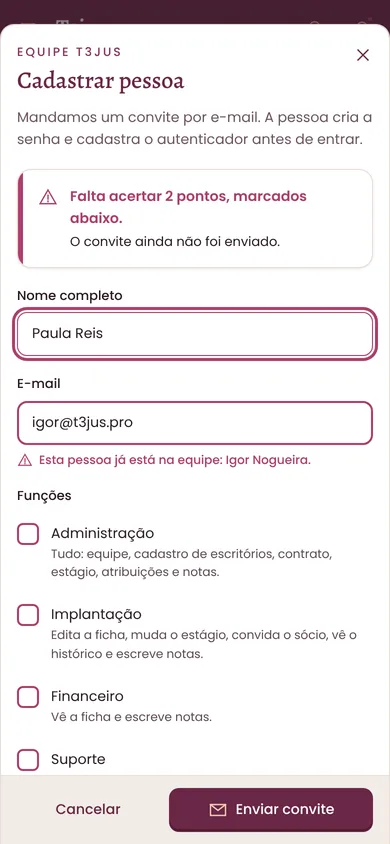 EQUIPE T3JUS
Cadastrar pessoa
Mandamos um convite por e-mail. A pessoa cria a
senha e cadastra o autenticador antes de entrar.
Falta acertar 2 pontos, marcados
abaixo.
O convite ainda não foi enviado.
Nome completo
Paula Reis
E-mail
igor@t3jus.pro
Esta pessoa já está na equipe: Igor Nogueira.
Funções
Administração
Tudo: equipe, cadastro de escritórios, contrato,
estágio, atribuições e notas.
Implantação
Edita a ficha, muda o estágio, convida o sócio, vê o
histórico e escreve notas.
Financeiro
Vê a ficha e escreve notas.
Suporte
Cancelar
Enviar convite